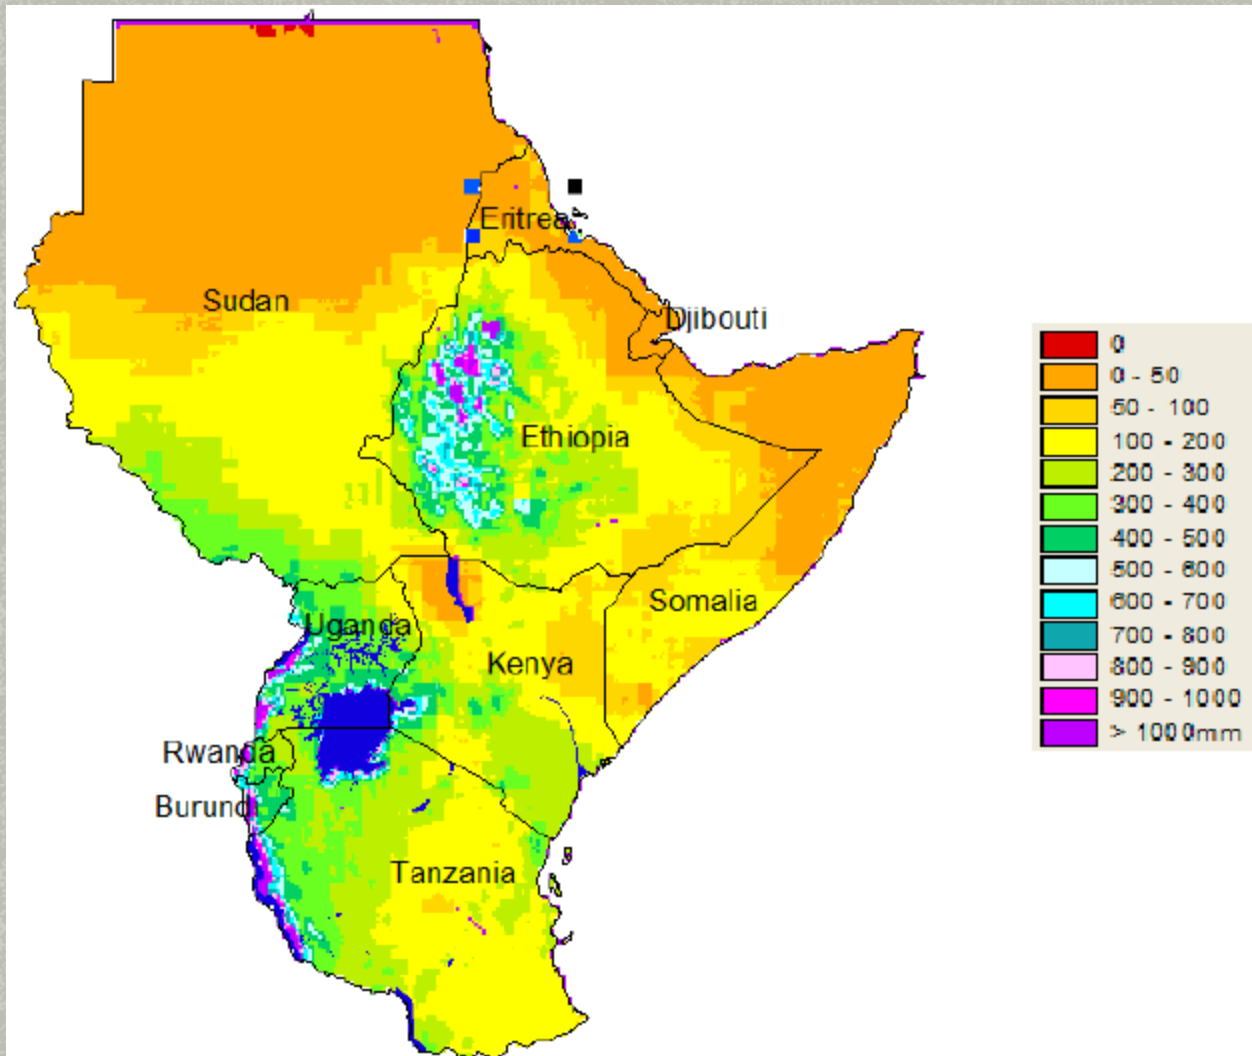 Eritrea
Sudan
Djibouti
Ethiopia
Somalia
Uganda
Kenya
Rwanda
Burundi
Tanzania
0
0 - 50
50 - 100
100 - 200
200 - 300
300 - 400
400 - 500
500 - 600
600 - 700
700 - 800
800 - 900
900 - 1000
> 1000mm